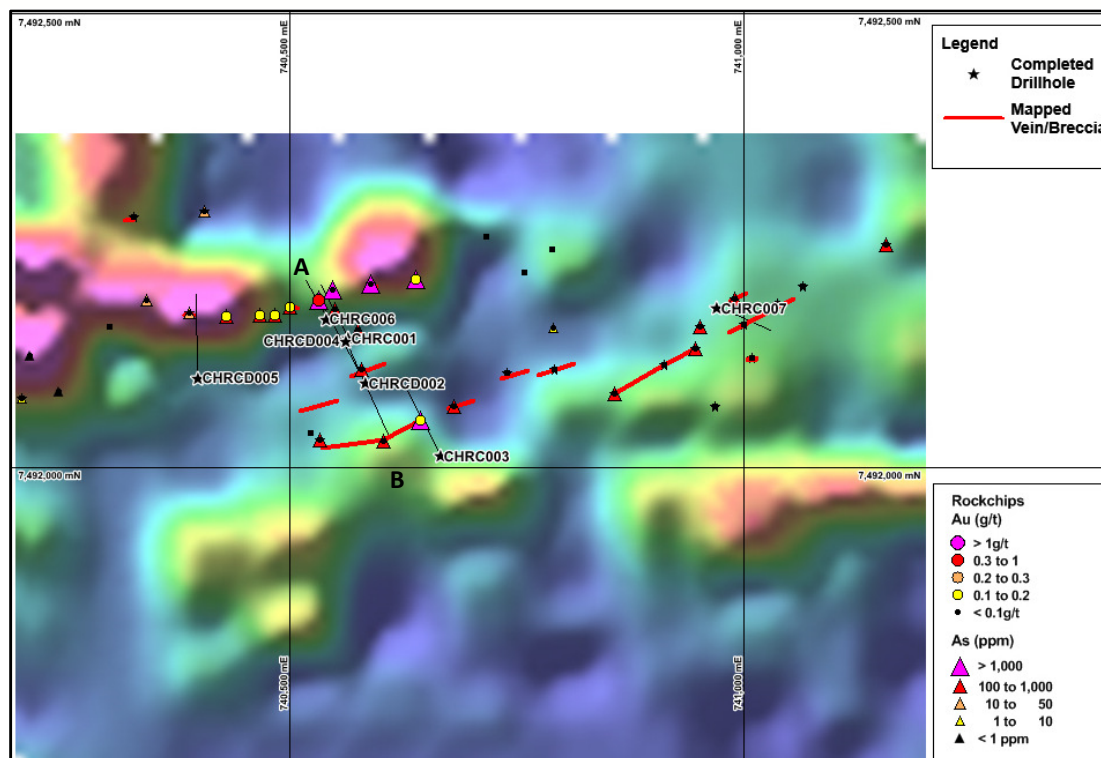 7,492,500 mN
740,500 mE
741,000 mE
7,492,500 mN
Legend
Completed
Drillhole
Mapped
Vein/Breccia
A
CHRC006
CHRCD004
CHRC001
CHRC007
CHRCD005
CHRCD002
CHRC003
B
7,492,000 mN
7,492,000 mN
740,500 mE
741,000 mE
Rockchips
Au (g/t)
> 1g/t
0.3 to 1
0.2 to 0.3
0.1 to 0.2
< 0.1g/t
As (ppm)
> 1,000
100 to 1,000
10 to 50
1 to 10
< 1 ppm